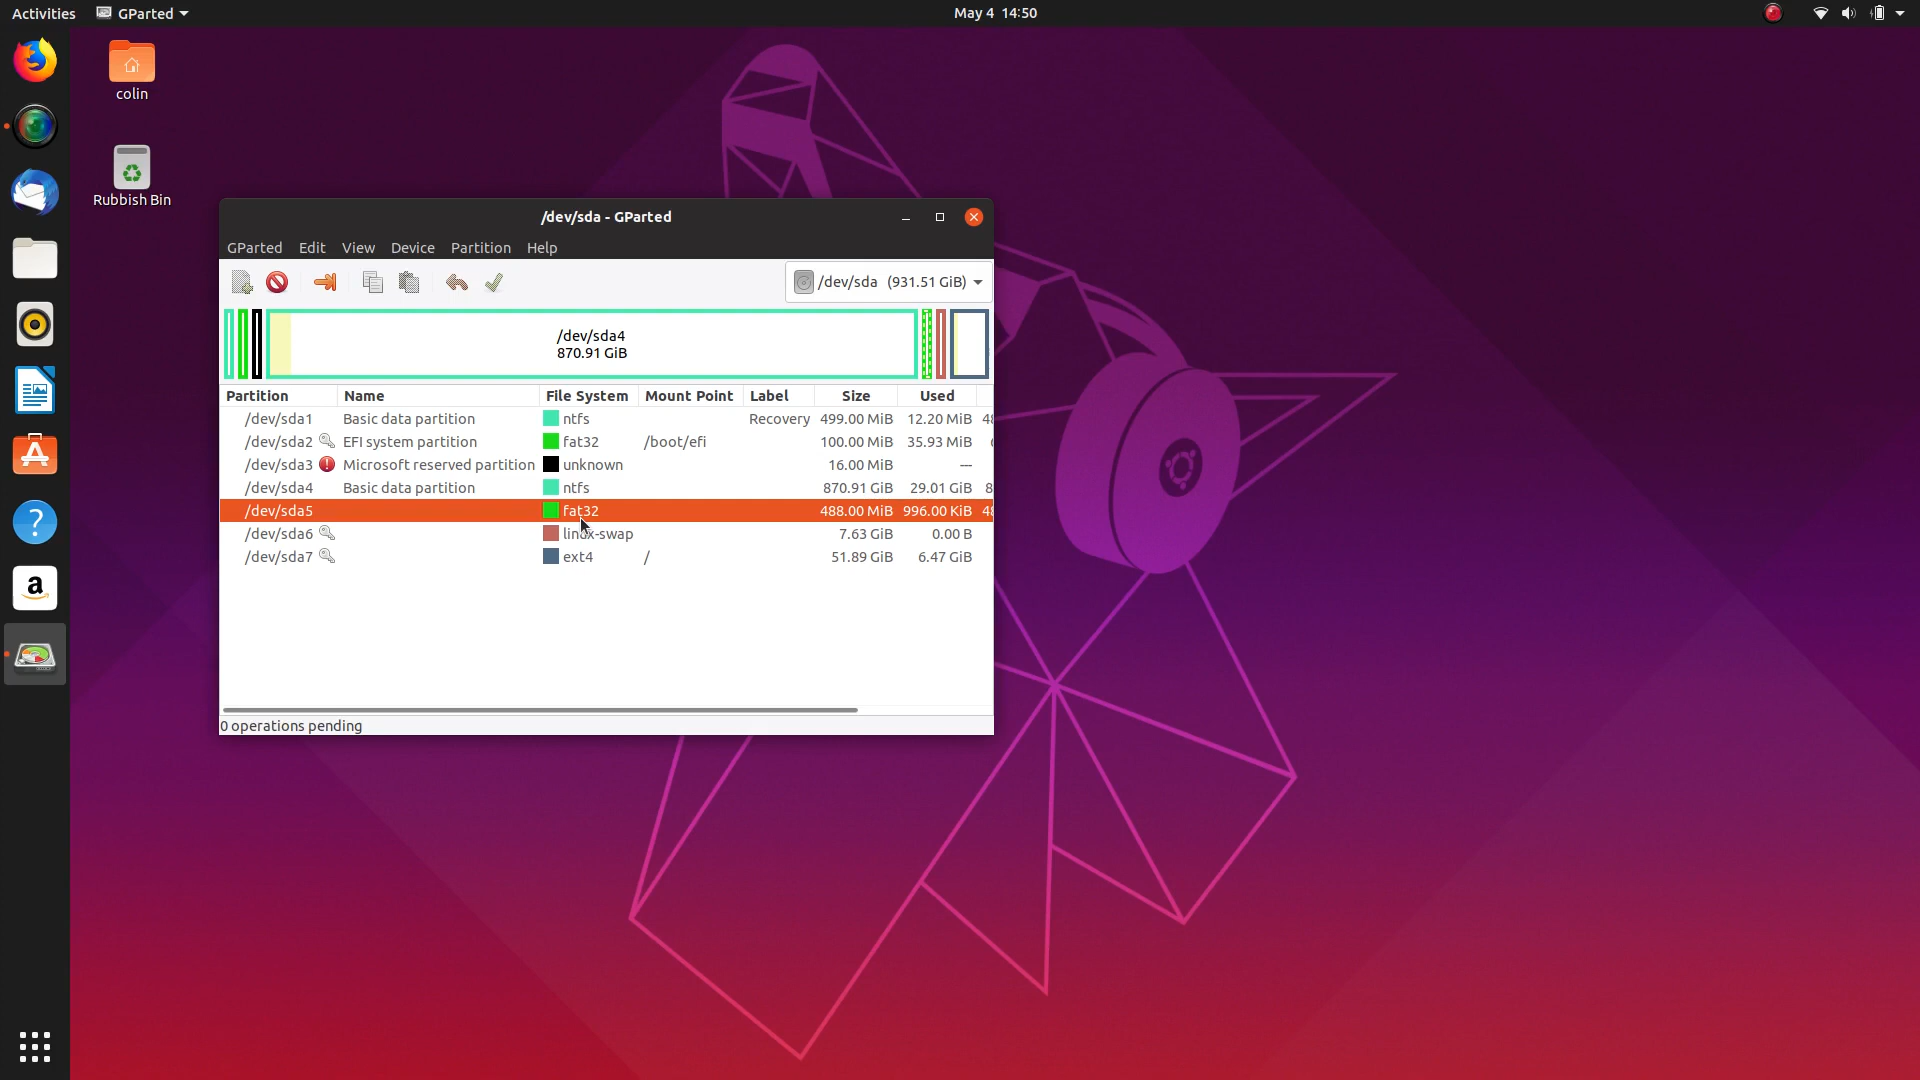 Activities GParted May 4 14:50
colin
Rubbish Bin
/dev/sda - GParted
GParted Edit View Device Partition Help
/dev/sda (931.51 GiB)
/dev/sda4
870.91 GiB
Partition Name File System Mount Point Label Size Used
/dev/sda1 Basic data partition ntfs Recovery 499.00 MiB 12.20 MiB
/dev/sda2 EFI system partition fat32 /boot/efi 100.00 MiB 35.93 MiB
/dev/sda3 Microsoft reserved partition unknown 16.00 MiB ---
/dev/sda4 Basic data partition ntfs 870.91 GiB 29.01 GiB
/dev/sda5 fat32 488.00 MiB 996.00 KiB
/dev/sda6 linux-swap 7.63 GiB 0.00 B
/dev/sda7 ext4 / 51.89 GiB 6.47 GiB
0 operations pending